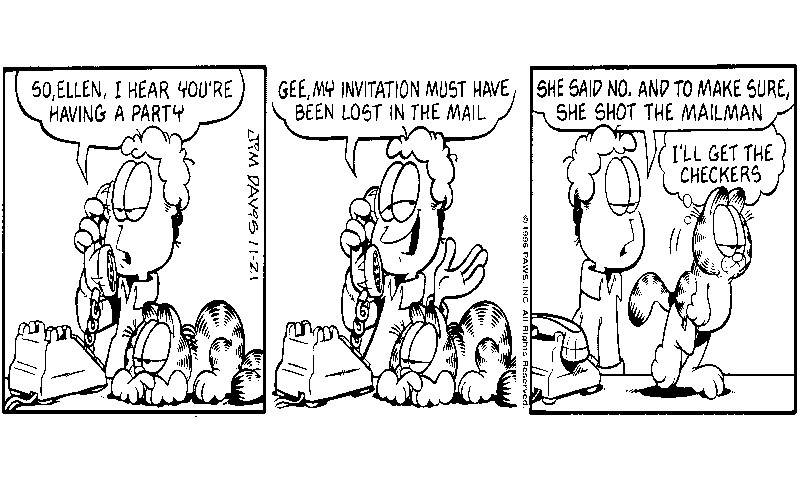 SO, ELLEN, I HEAR YOU'RE
HAVING A PARTY
JIM DAVIS 11-21
GEE, MY INVITATION MUST HAVE
BEEN LOST IN THE MAIL
© 1996 PAWS, INC. All Rights Reserved.
SHE SAID NO. AND TO MAKE SURE,
SHE SHOT THE MAILMAN
I'LL GET THE
CHECKERS